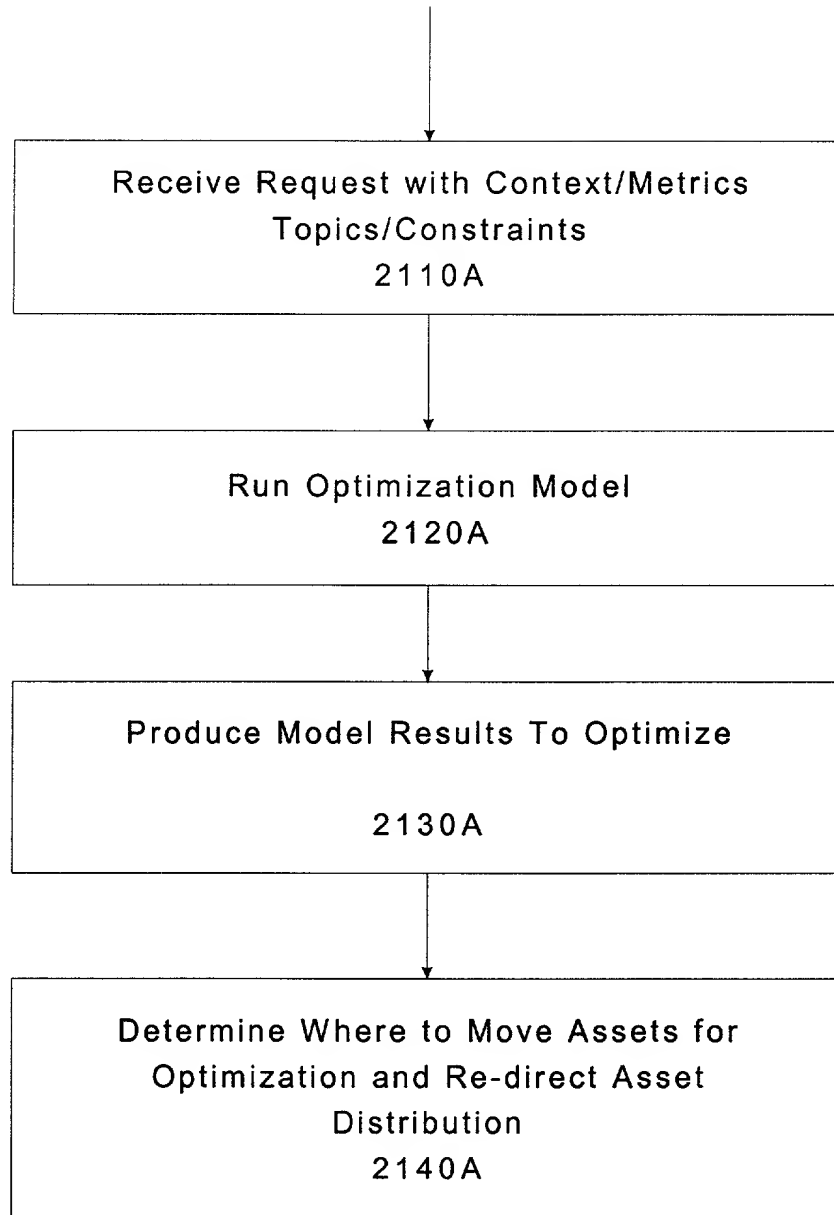 Receive Request with Context/Metrics
Topics/Constraints
2110A
Run Optimization Model
2120A
Produce Model Results To Optimize
2130A
Determine Where to Move Assets for
Optimization and Re-direct Asset
Distribution
2140A